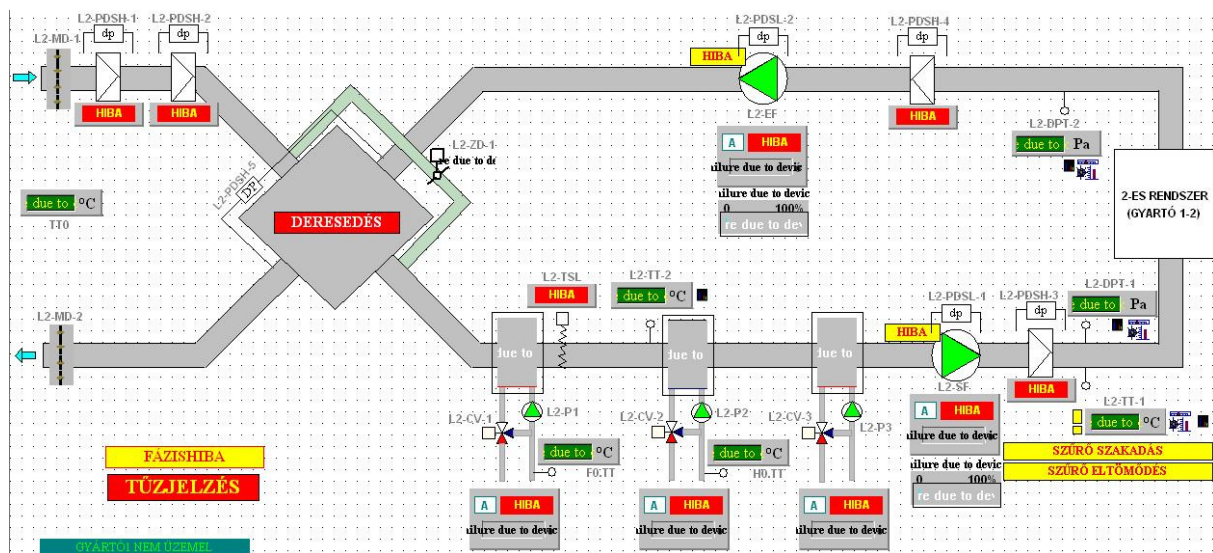 L2-PDSH-1
L2-PDSH-2
L2-PDSL-2
L2-PDSH-4
L2-MD-1
dp
dp
dp
dp
HIBA
HIBA
HIBA
HIBA
L2-EF
L2-DPT-2
A
HIBA
e due to
Pa
ailure due to devic
ailure due to devic
0
100%
re due to dev
L2-ZD-1
re due to de
L2-PDSH-5
DP
due to
°C
TT0
DERESEDÉS
2-ES RENDSZER
(GYARTÓ 1-2)
L2-TSL
HIBA
L2-TT-2
due to
°C
L2-DPT-1
due to
Pa
L2-PDSL-1
L2-PDSH-3
dp
dp
L2-MD-2
HIBA
due to
due to
due to
L2-SF
HIBA
L2-CV-1
L2-P1
L2-CV-2
L2-P2
L2-CV-3
L2-P3
A
HIBA
L2-TT-1
due to
°C
ailure due to devic
due to
°C
F0.TT
due to
°C
H0.TT
SZŰRŐ SZAKADÁS
SZŰRŐ ELTÖMŐDÉS
FÁZISHIBA
TŰZJELZÉS
ailure due to devic
0
100%
re due to dev
A
HIBA
A
HIBA
A
HIBA
ailure due to devic
ailure due to devic
ailure due to devic
GYÁRTÓ1 NEM ÜZEMEL